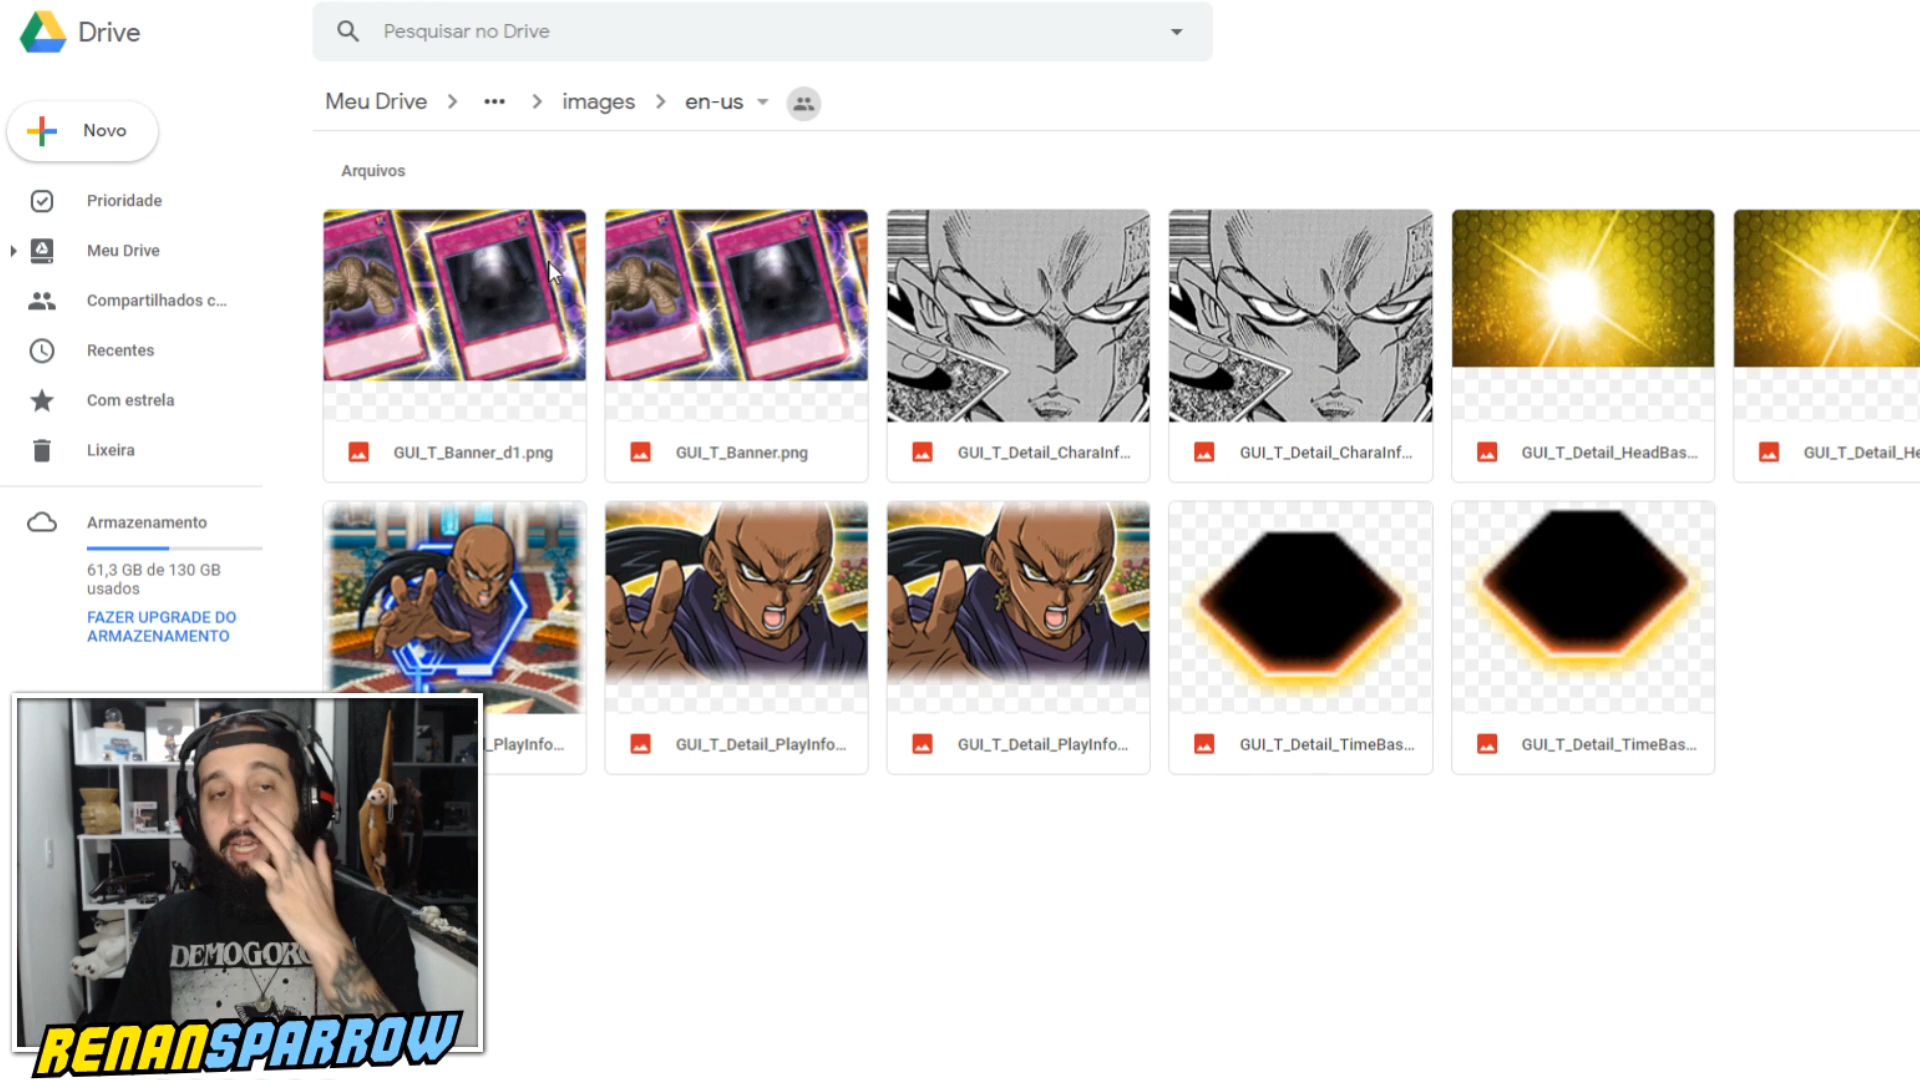 Drive
Pesquisar no Drive
Meu Drive
images
en-us
Novo
Arquivos
Prioridade
Meu Drive
Compartilhados c...
Recentes
Com estrela
Lixeira
GUI_T_Banner_d1.png
GUI_T_Banner.png
GUI_T_Detail_CharaInf...
GUI_T_Detail_CharaInf...
GUI_T_Detail_HeadBas...
GUI_T_Detail_He
Armazenamento
61,3 GB de 130 GB
usados
FAZER UPGRADE DO
ARMAZENAMENTO
l_PlayInfo...
GUI_T_Detail_PlayInfo...
GUI_T_Detail_PlayInfo...
GUI_T_Detail_TimeBas...
GUI_T_Detail_TimeBas...
DEMOGOR
RENANSPARROW